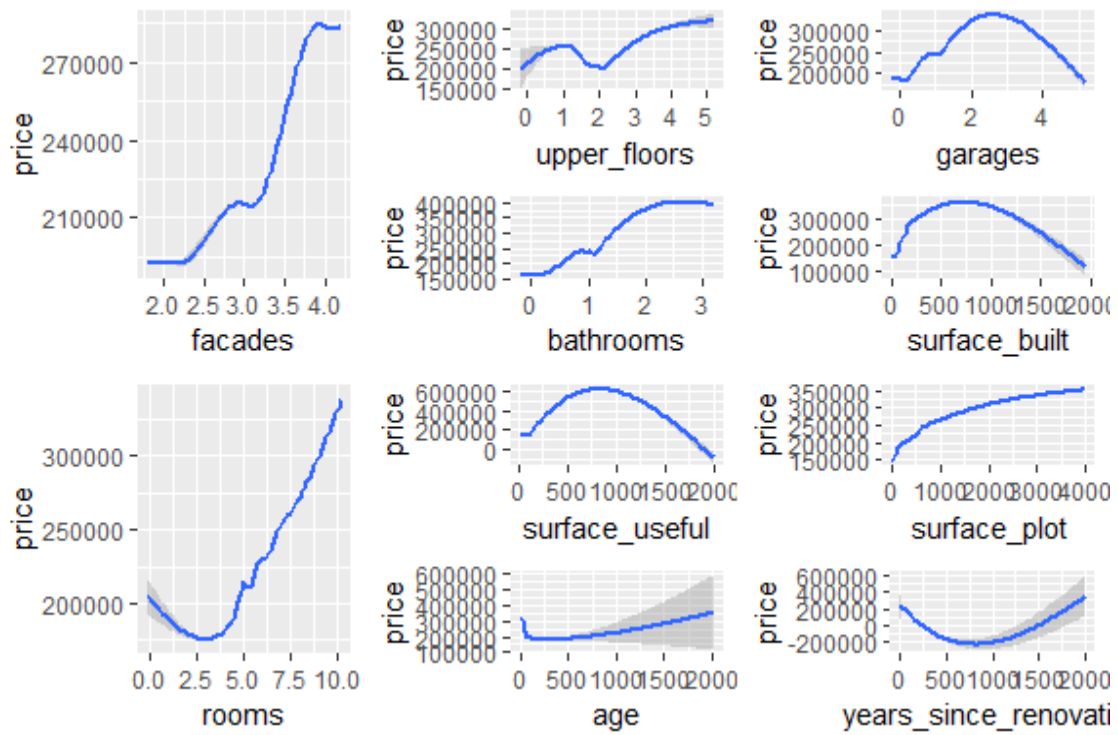 price
270000
240000
210000
2.0 2.5 3.0 3.5 4.0
facades
price
300000
250000
200000
150000
0 1 2 3 4 5
upper_floors
price
300000
250000
200000
0 2 4
garages
price
400000
350000
300000
250000
200000
150000
0 1 2 3
bathrooms
price
300000
200000
100000
0 500 1000 1500 2000
surface_built
price
300000
250000
200000
0.0 2.5 5.0 7.5 10.0
rooms
price
600000
400000
200000
0
0 500 1000 1500 2000
surface_useful
price
350000
300000
250000
200000
150000
0 1000 2000 3000 4000
surface_plot
price
600000
500000
400000
300000
200000
100000
0 500 1000 1500 2000
age
price
600000
400000
200000
0
-200000
0 500 1000 1500 2000
years_since_renovati